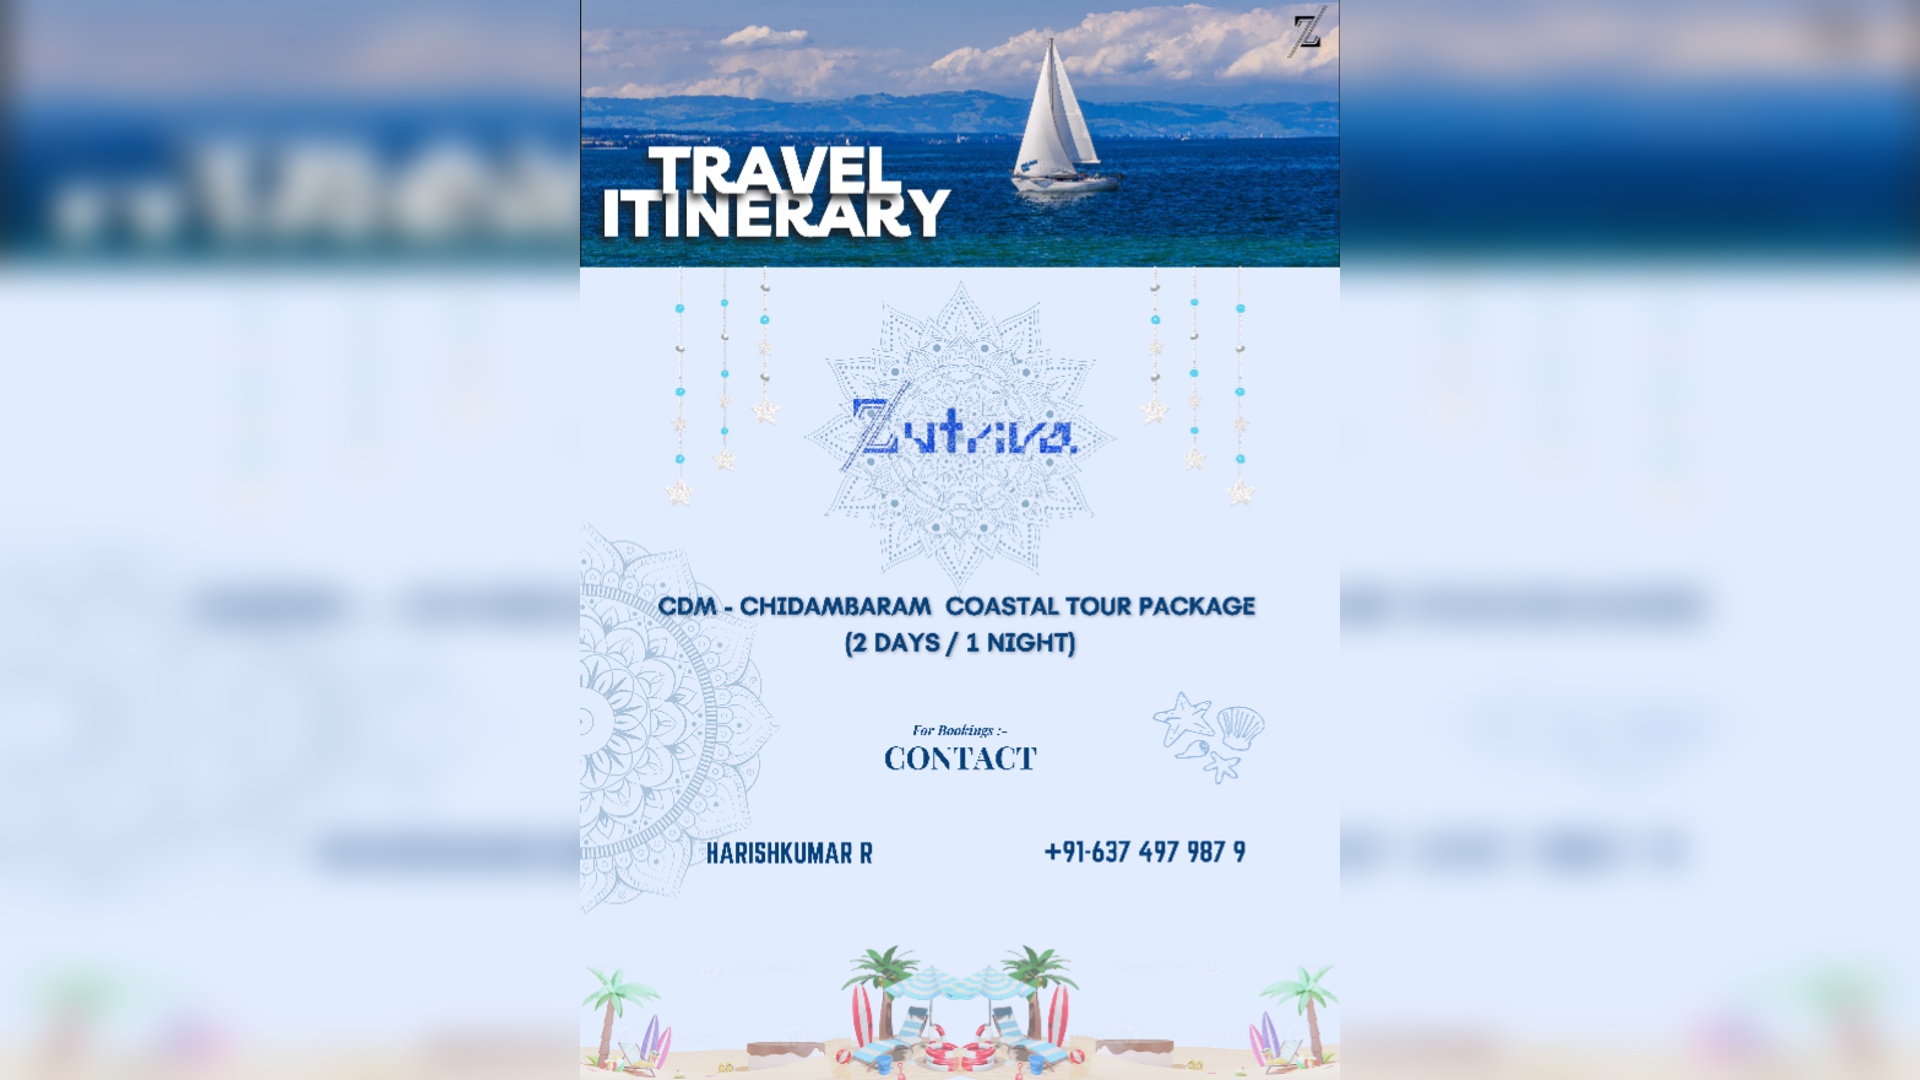 TRAVEL
ITINERARY
Zutriva
CDM - CHIDAMBARAM COASTAL TOUR PACKAGE
(2 DAYS / 1 NIGHT)
For Bookings :-
CONTACT
HARISHKUMAR R
+91-637 497 987 9